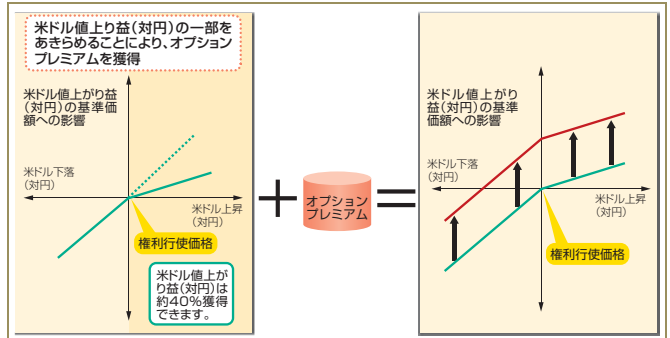 米ドル値上り益(対円)の一部を
あきらめることにより、オプション
プレミアムを獲得
米ドル値上がり
益(対円)の基準価
額への影響
米ドル下落
(対円)
米ドル上昇
(対円)
権利行使価格
米ドル値上が
り益(対円)は
約40%獲得
できます。
+
オプション
プレミアム
=
米ドル値上がり
益(対円)の基準
価額への影響
米ドル下落
(対円)
米ドル上昇
(対円)
権利行使価格